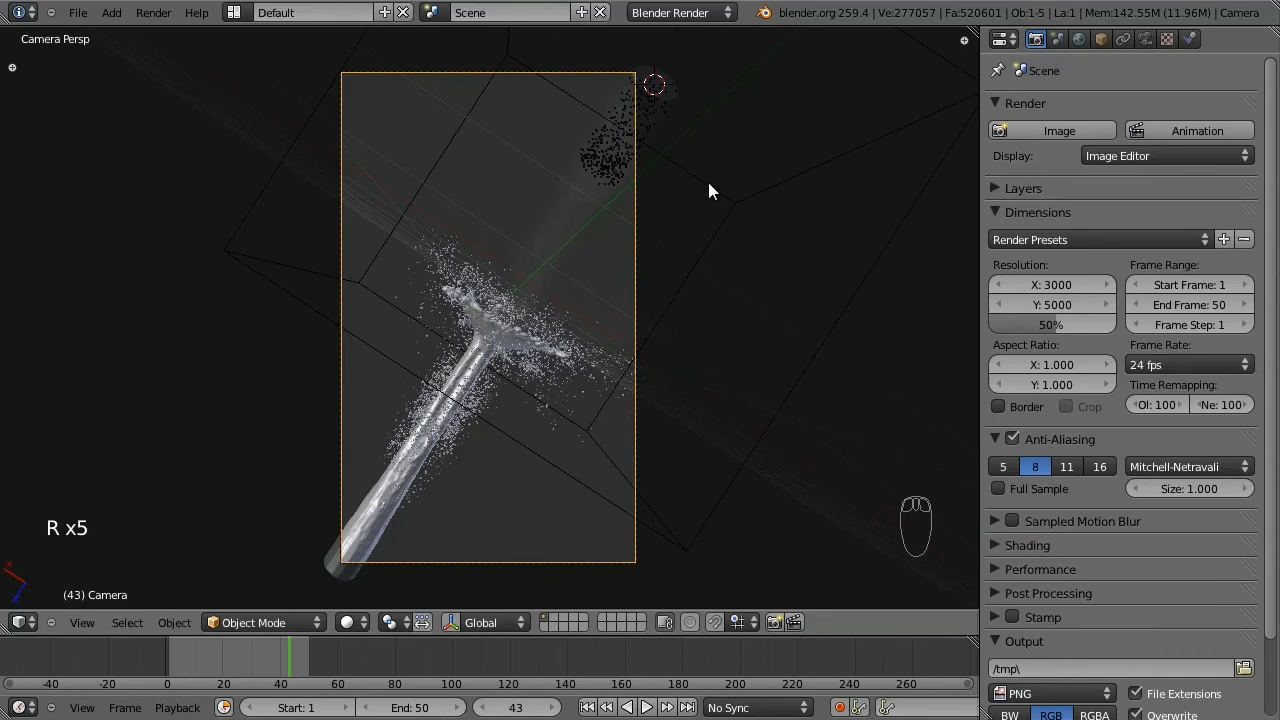 File Add Render Help Default Scene Blender Render blender.org 259.4 | Ve:277057 | Fa:520601 | Ob:1-5 | La:1 | Mem:142.55M (11.96M) | Camera
Camera Persp
Scene
Render
Image Animation
Display: Image Editor
Layers
Dimensions
Render Presets
Resolution: Frame Range:
X: 3000 Start Frame: 1
Y: 5000 End Frame: 50
50% Frame Step: 1
Aspect Ratio: Frame Rate:
X: 1.000 24 fps
Y: 1.000 Time Remapping:
Border Crop Ol: 100 Ne: 100
Anti-Aliasing
5 8 11 16 Mitchell-Netravali
Full Sample Size: 1.000
Sampled Motion Blur
Shading
Performance
Post Processing
Stamp
Output
/tmp\
PNG File Extensions
BW RGB RGBA Overwrite
R x5
x
(43) Camera
View Select Object Object Mode Global
-40 -20 0 20 40 60 80 100 120 140 160 180 200 220 240 260
View Frame Playback Start: 1 End: 50 43 No Sync